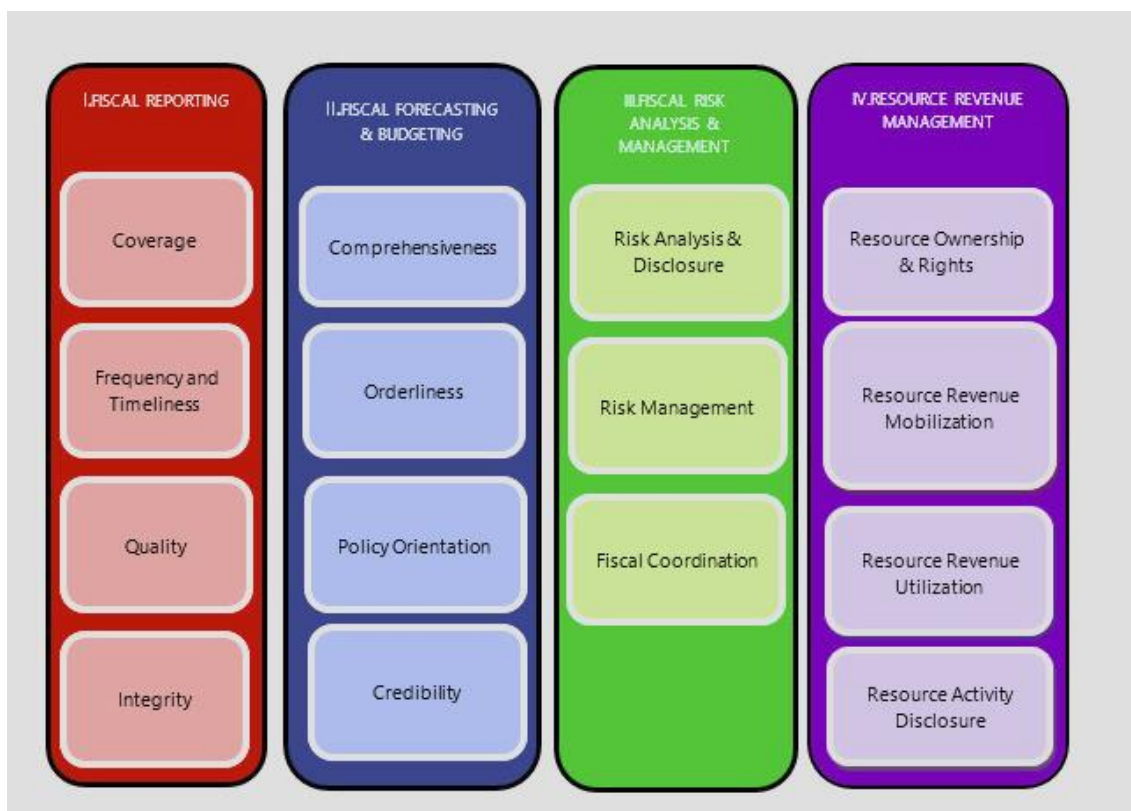 I.FISCAL REPORTING
Coverage
Frequency and
Timeliness
Quality
Integrity
II.FISCAL FORECASTING
& BUDGETING
Comprehensiveness
Orderliness
Policy Orientation
Credibility
III.FISCAL RISK
ANALYSIS &
MANAGEMENT
Risk Analysis &
Disclosure
Risk Management
Fiscal Coordination
IV.RESOURCE REVENUE
MANAGEMENT
Resource Ownership
& Rights
Resource Revenue
Mobilization
Resource Revenue
Utilization
Resource Activity
Disclosure